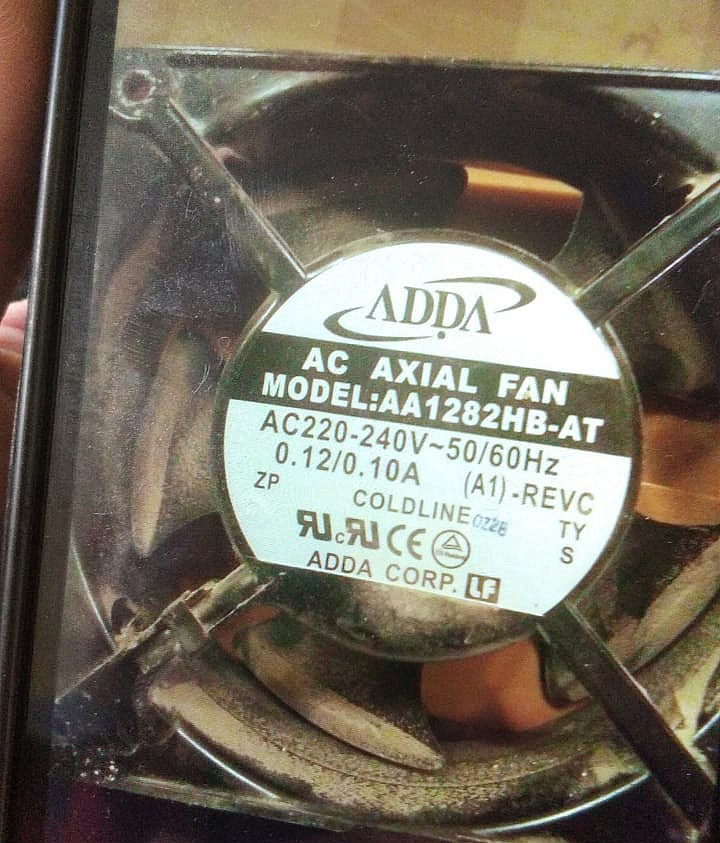 ADDA
AC AXIAL FAN
MODEL:AA1282HB-AT
AC220-240V~50/60Hz
0.12/0.10A (A1)-REVC
ZP COLDLINE TY
S
ADDA CORP. LF